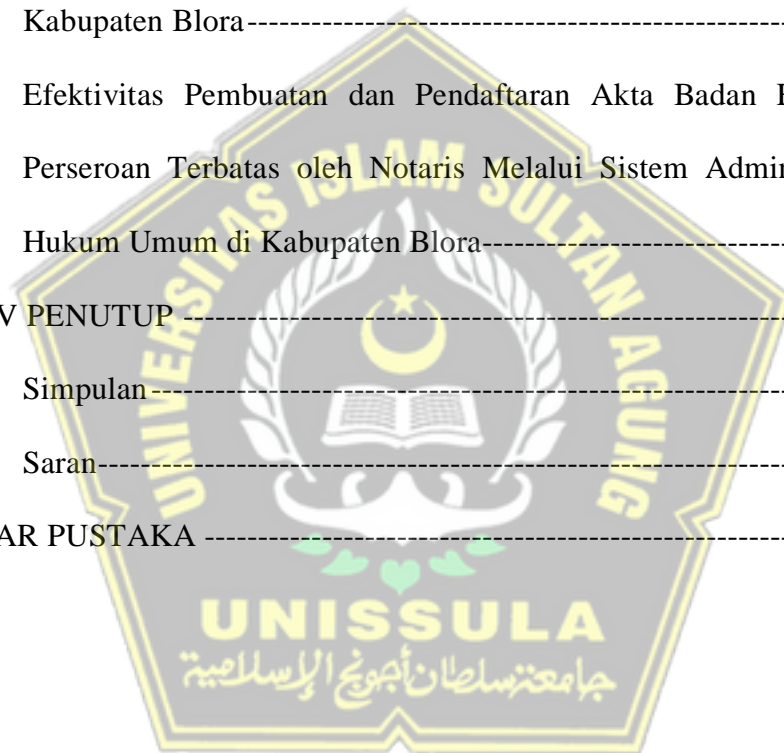 Kabupaten Blora
Efektivitas Pembuatan dan Pendaftaran Akta Badan
Perseroan Terbatas oleh Notaris Melalui Sistem
Hukum Umum di Kabupaten Blora
V PENUTUP
Simpulan
Saran
AR PUSTAKA
UNIVERSITAS ISLAM SULTAN AGUNG
UNISSULA
جامعة سلطان أجونج الإسلامية